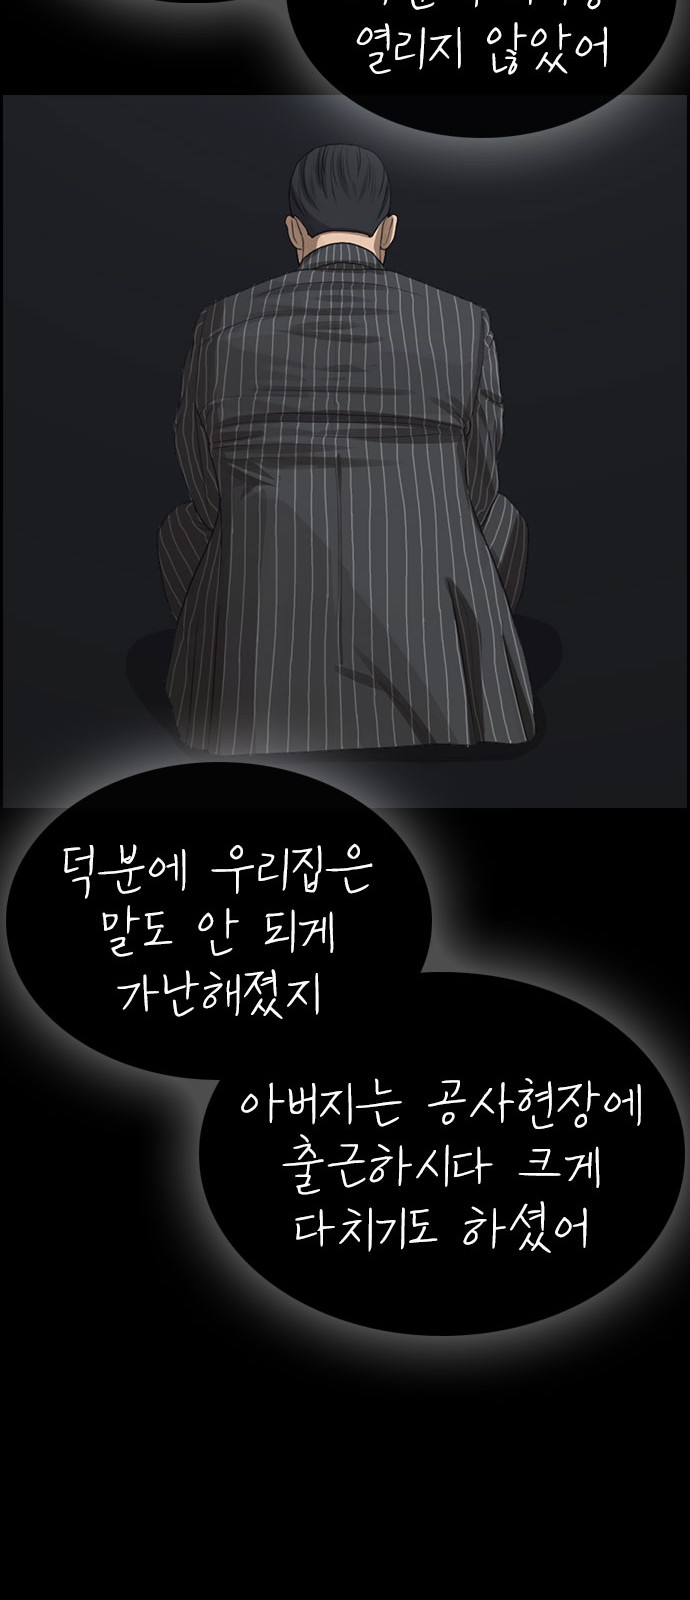 열리지 않았어
덕분에 우리집은
말도 안 되게
가난해졌지
아버지는 공사현장에
출근하시다 크게
다치기도 하셨어